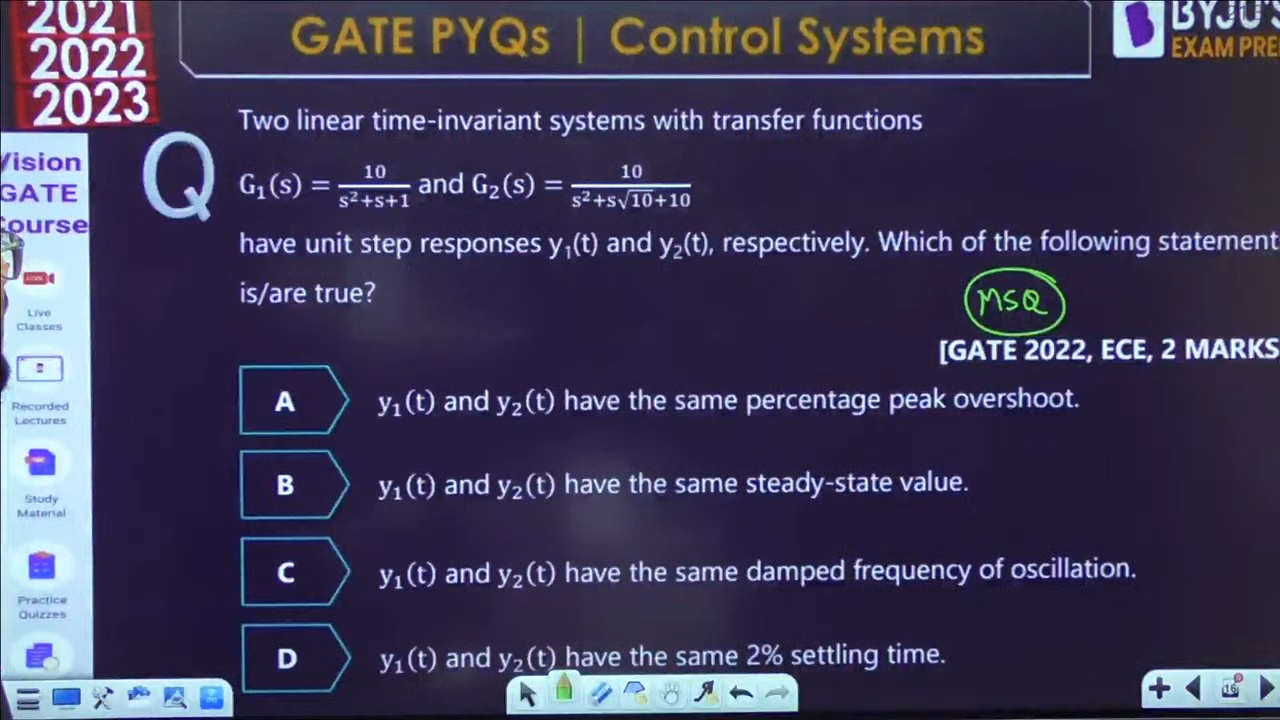 2021
2022
2023
GATE PYQs | Control Systems
BYJU'S
EXAM PRE
Vision
GATE
Course
Live
Classes
Recorded
Lectures
Study
Material
Practice
Quizzes
Q
Two linear time-invariant systems with transfer functions
G₁(s) = 10/(s²+s+1) and G₂(s) = 10/(s²+s√10+10)
have unit step responses y₁(t) and y₂(t), respectively. Which of the following statement
is/are true?
MSQ
[GATE 2022, ECE, 2 MARKS
A y₁(t) and y₂(t) have the same percentage peak overshoot.
B y₁(t) and y₂(t) have the same steady-state value.
C y₁(t) and y₂(t) have the same damped frequency of oscillation.
D y₁(t) and y₂(t) have the same 2% settling time.
16